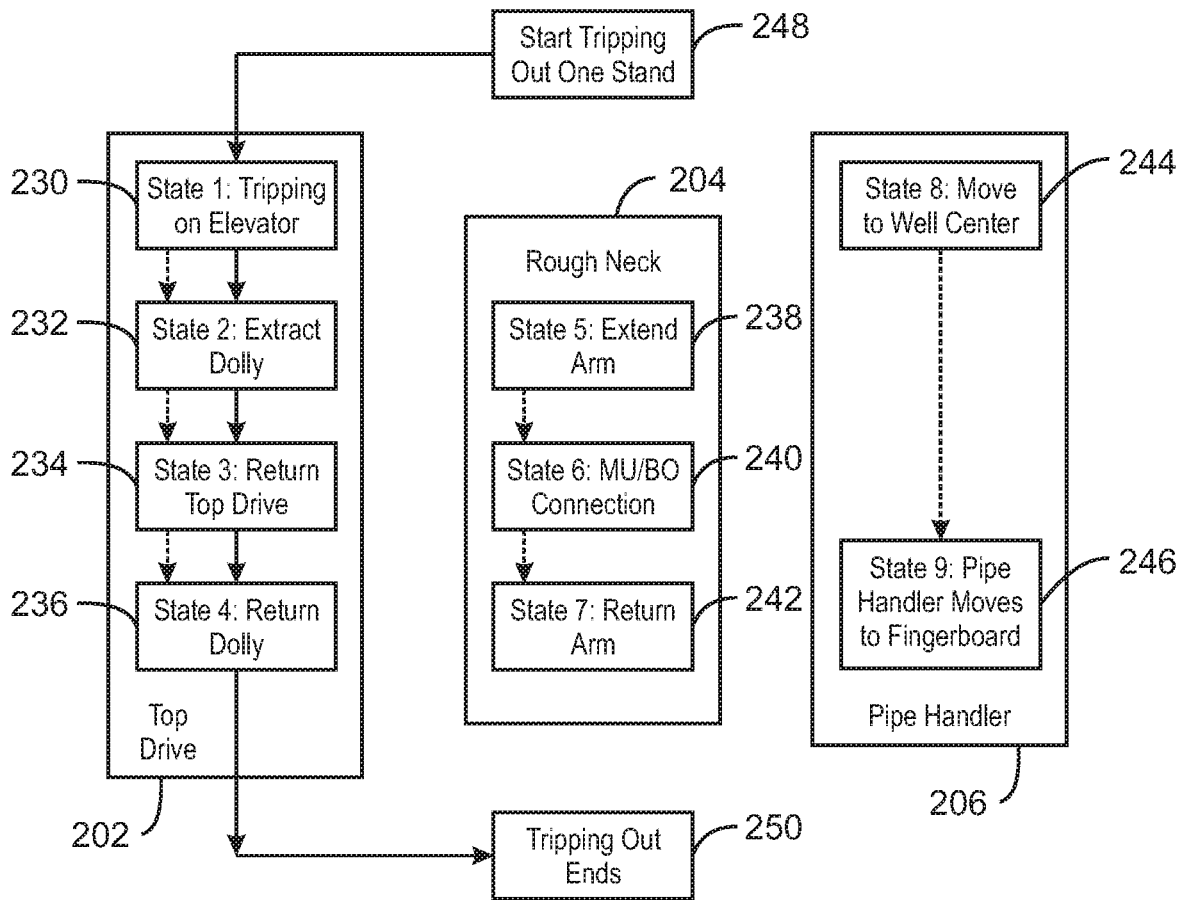 Start Tripping
Out One Stand
248
230
State 1: Tripping
on Elevator
232
State 2: Extract
Dolly
234
State 3: Return
Top Drive
236
State 4: Return
Dolly
Top
Drive
202
204
Rough Neck
State 5: Extend
Arm
238
State 6: MU/BO
Connection
240
State 7: Return
Arm
242
State 8: Move
to Well Center
244
State 9: Pipe
Handler Moves
to Fingerboard
246
Pipe Handler
206
Tripping Out
Ends
250